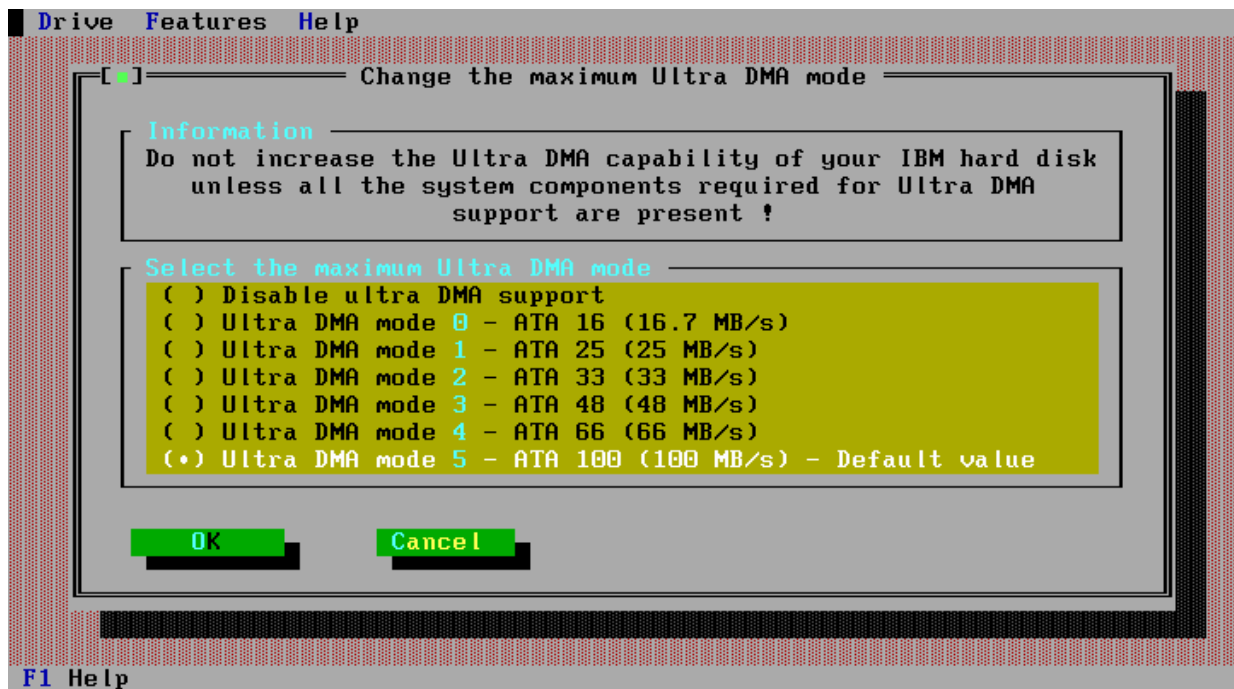 Drive Features Help
[■] Change the maximum Ultra DMA mode
Information
Do not increase the Ultra DMA capability of your IBM hard disk
unless all the system components required for Ultra DMA
support are present !
Select the maximum Ultra DMA mode
( ) Disable ultra DMA support
( ) Ultra DMA mode 0 - ATA 16 (16.7 MB/s)
( ) Ultra DMA mode 1 - ATA 25 (25 MB/s)
( ) Ultra DMA mode 2 - ATA 33 (33 MB/s)
( ) Ultra DMA mode 3 - ATA 48 (48 MB/s)
( ) Ultra DMA mode 4 - ATA 66 (66 MB/s)
(•) Ultra DMA mode 5 - ATA 100 (100 MB/s) - Default value
OK Cancel
F1 Help